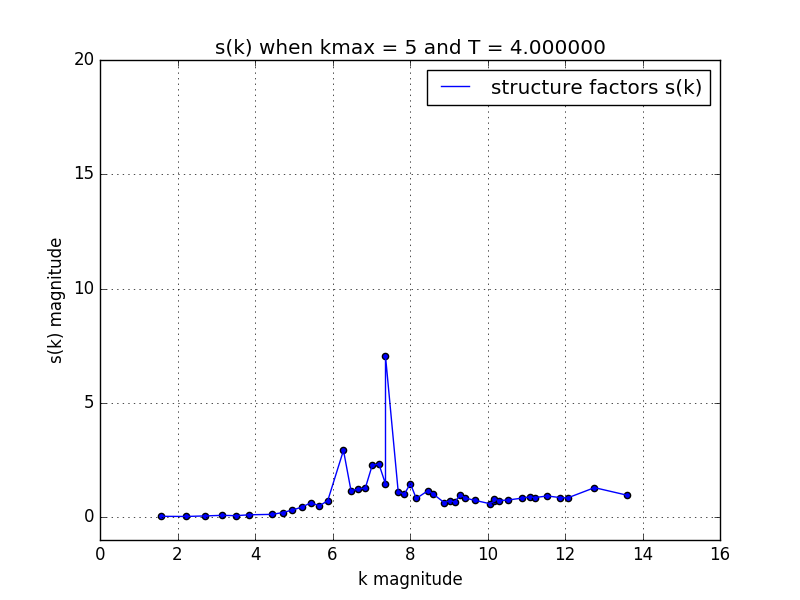 s(k) when kmax = 5 and T = 4.000000
structure factors s(k)
20
15
10
5
0
s(k) magnitude
0 2 4 6 8 10 12 14 16
k magnitude